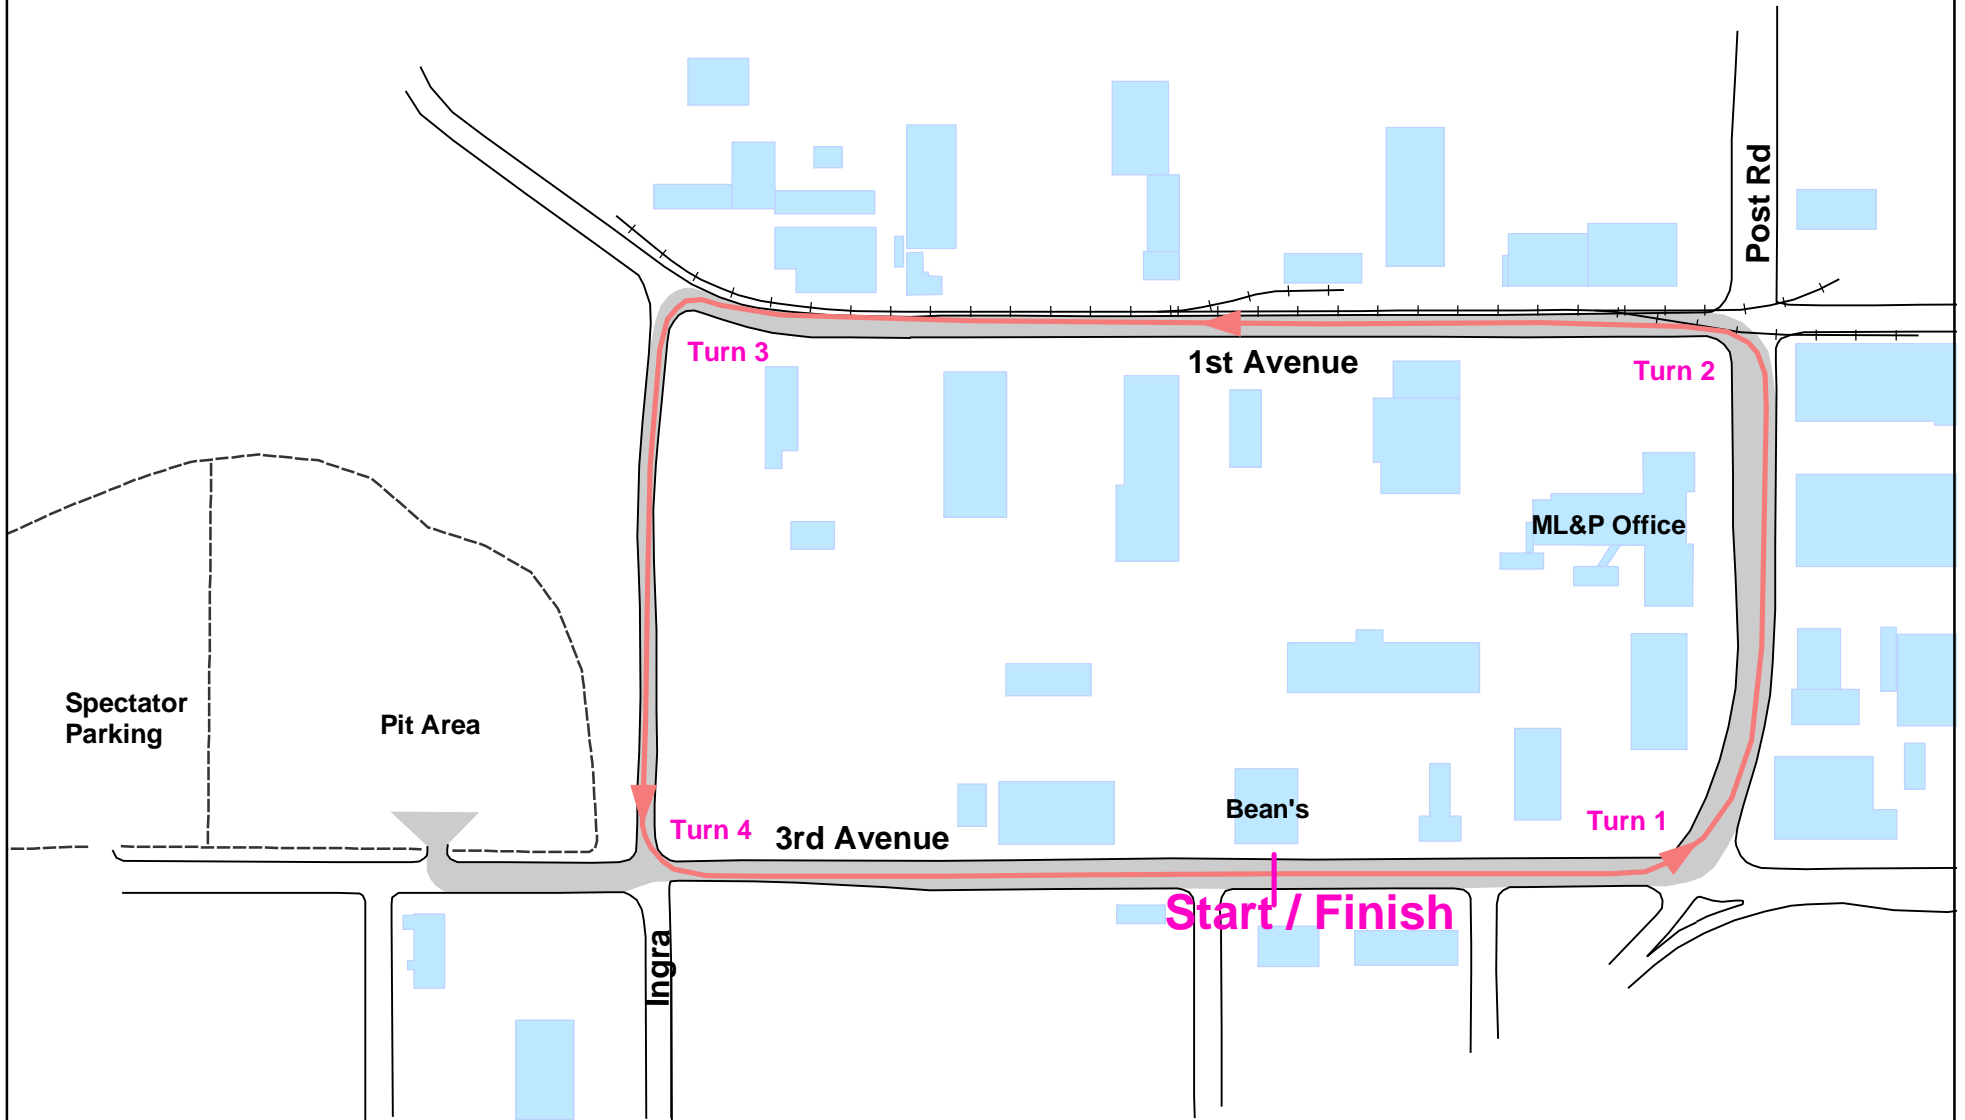 Post Rd
Turn 3
1st Avenue
Turn 2
ML&P Office
Spectator
Parking
Pit Area
Bean's
Turn 4
3rd Avenue
Turn 1
Start / Finish
Ingra